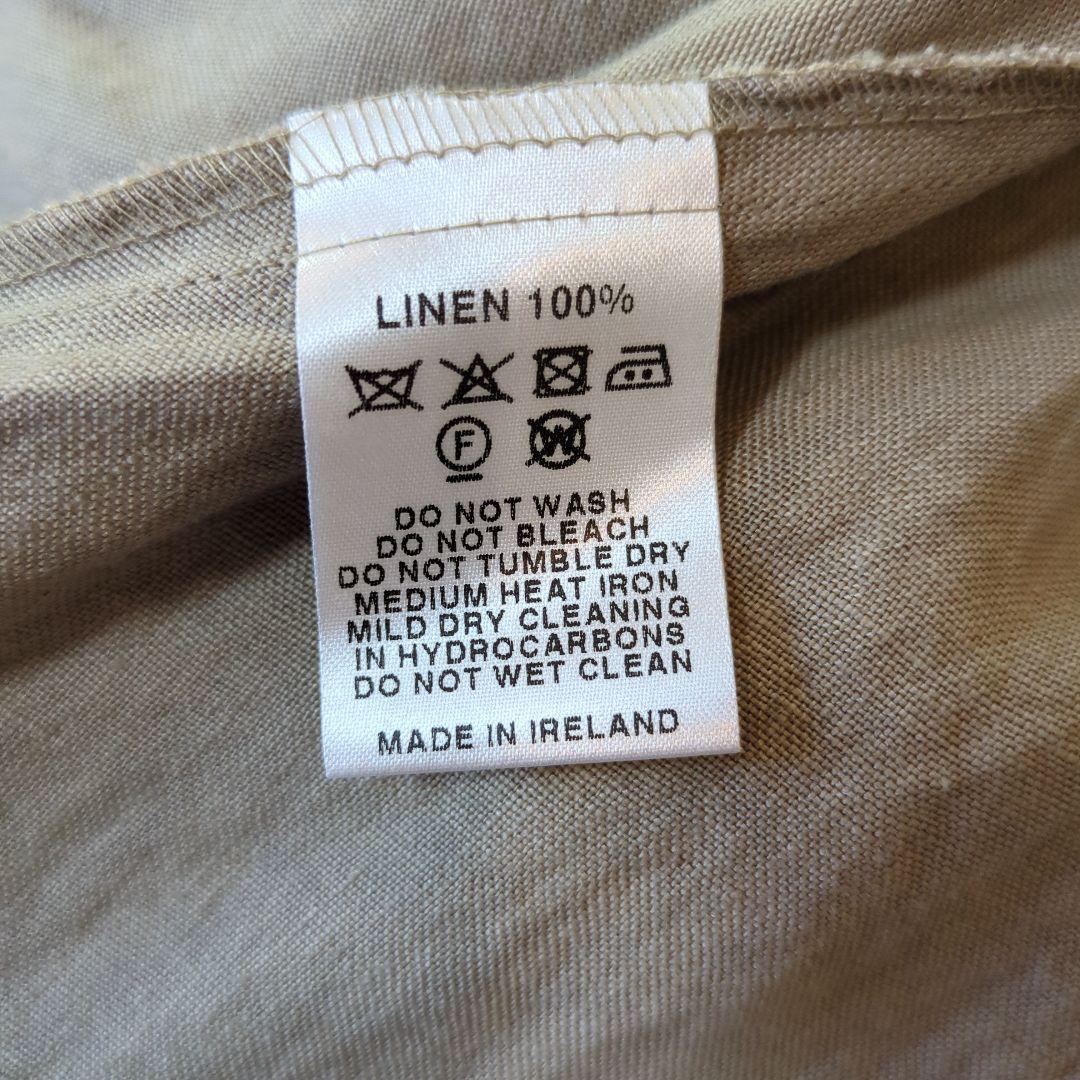 LINEN 100%
F W
DO NOT WASH
DO NOT BLEACH
DO NOT TUMBLE DRY
MEDIUM HEAT IRON
MILD DRY CLEANING
IN HYDROCARBONS
DO NOT WET CLEAN
MADE IN IRELAND